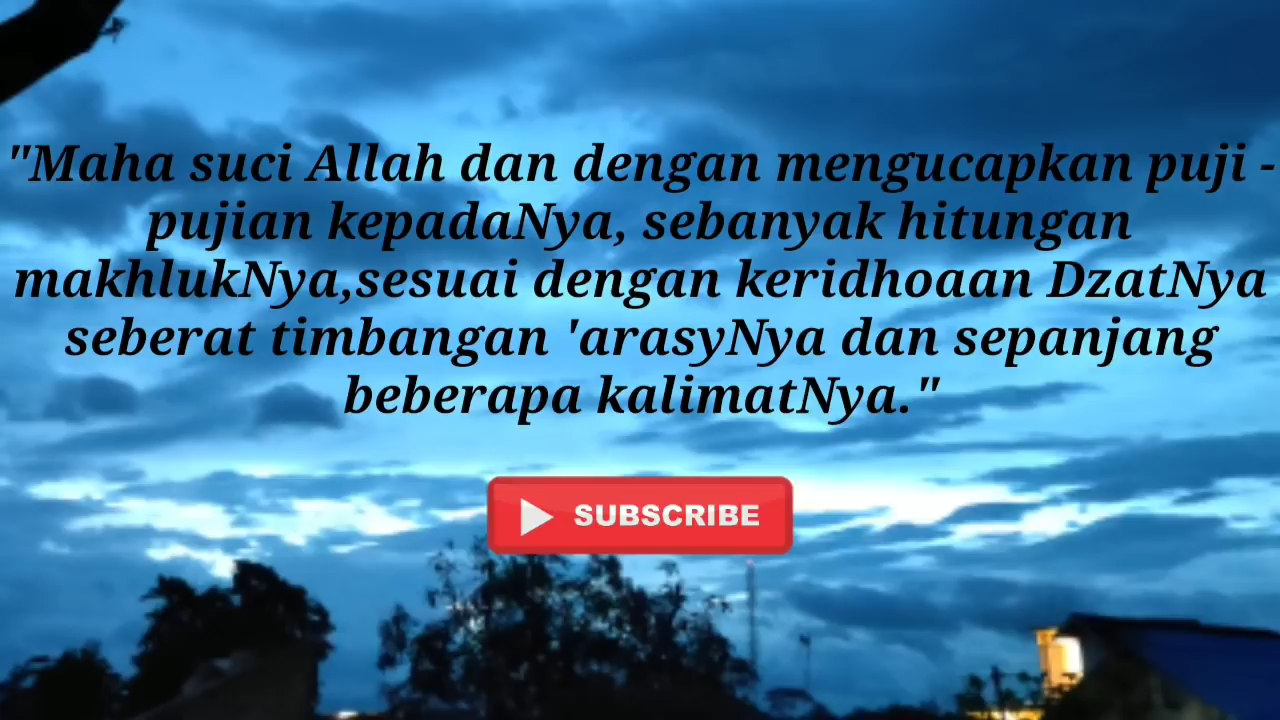 "Maha suci Allah dan dengan mengucapkan puji -
pujian kepadaNya, sebanyak hitungan
makhlukNya,sesuai dengan keridhoaan DzatNya
seberat timbangan 'arasyNya dan sepanjang
beberapa kalimatNya."
SUBSCRIBE